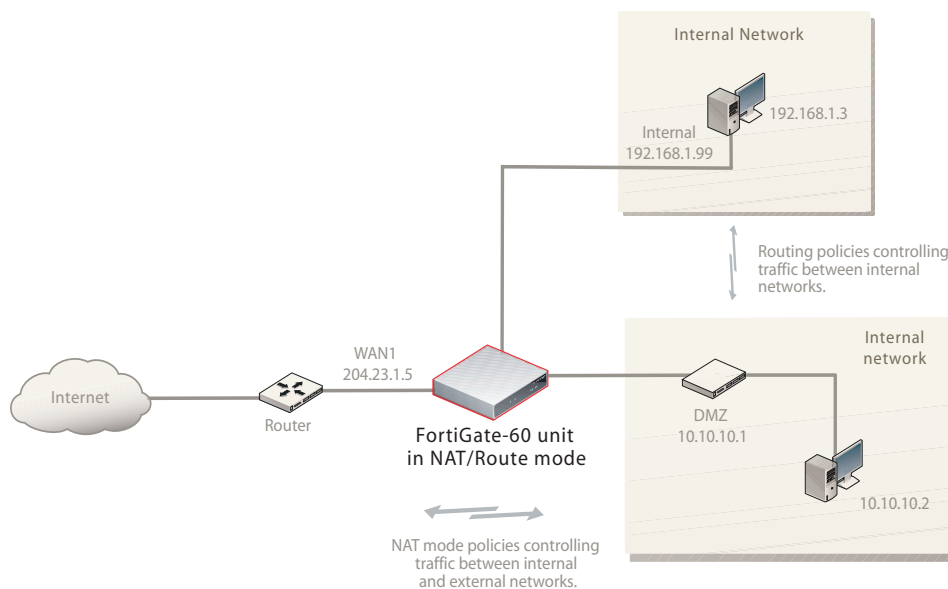 Internal Network
192.168.1.3
Internal
192.168.1.99
Routing policies controlling
traffic between internal
networks.
Internal
network
WAN1
204.23.1.5
Internet
Router
FortiGate-60 unit
in NAT/Route mode
DMZ
10.10.10.1
10.10.10.2
NAT mode policies controlling
traffic between internal
and external networks.